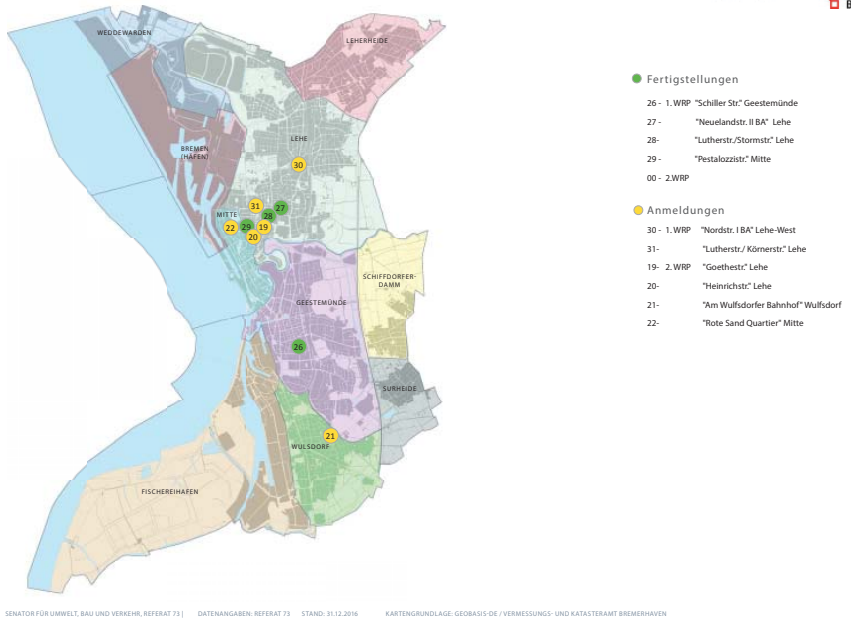 WEDDEWARDEN
LEHERHEIDE
LEHE
BREMEN
(HÄFEN)
30
31
27
MITTE
28
22
29
19
20
SCHIFFDORFER-
DAMM
GEESTEMÜNDE
26
SURHEIDE
21
WULSDORF
FISCHEREIHAFEN
Fertigstellungen
26 - 1. WRP "Schiller Str." Geestemünde
27 - "Neuelandstr. II BA" Lehe
28- "Lutherstr./Stormstr." Lehe
29 - "Pestalozzistr." Mitte
00 - 2.WRP
Anmeldungen
30 - 1. WRP "Nordstr. I BA" Lehe-West
31- "Lutherstr./ Körnerstr." Lehe
19- 2. WRP "Goethestr." Lehe
20- "Heinrichstr." Lehe
21- "Am Wulfsdorfer Bahnhof" Wulfsdorf
22- "Rote Sand Quartier" Mitte
SENATOR FÜR UMWELT, BAU UND VERKEHR, REFERAT 73 | DATENANGABEN: REFERAT 73 STAND: 31.12.2016 KARTENGRUNDLAGE: GEOBASIS-DE / VERMESSUNGS- UND KATASTERAMT BREMERHAVEN